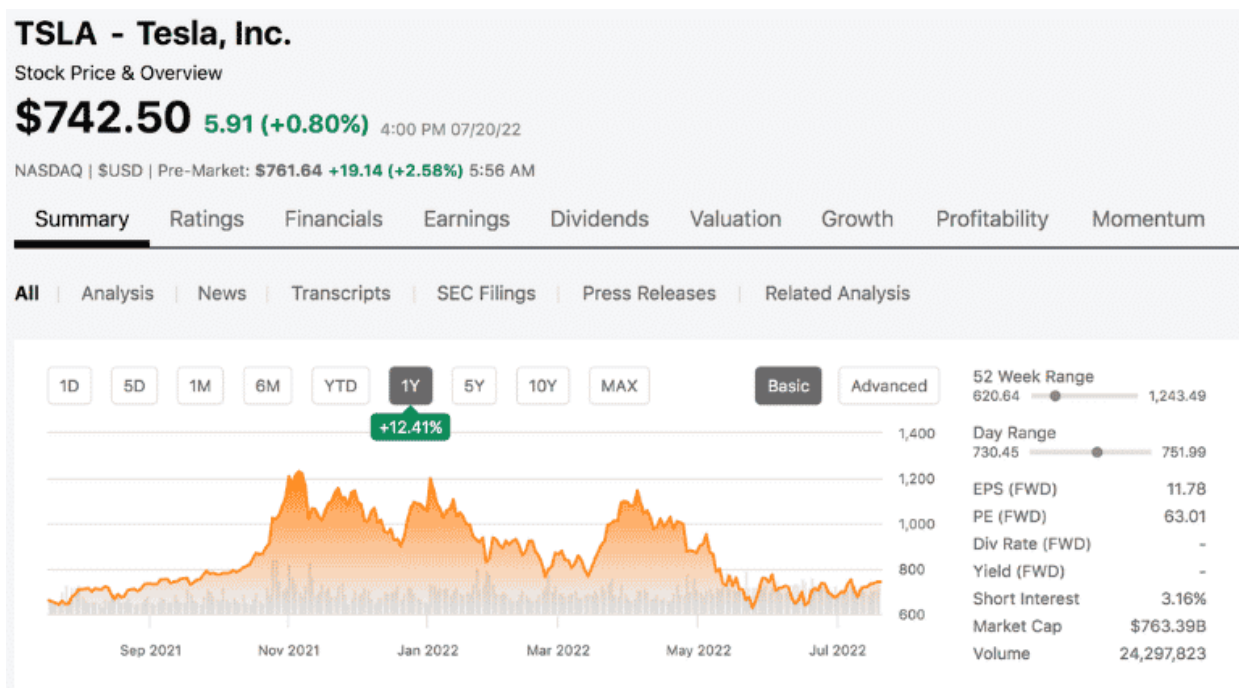 TSLA - Tesla, Inc.
Stock Price & Overview
$742.50 5.91 (+0.80%) 4:00 PM 07/20/22
NASDAQ | $USD | Pre-Market: $761.64 +19.14 (+2.58%) 5:56 AM
Summary Ratings Financials Earnings Dividends Valuation Growth Profitability Momentum
All | Analysis | News | Transcripts | SEC Filings | Press Releases | Related Analysis
1D 5D 1M 6M YTD 1Y 5Y 10Y MAX Basic Advanced
+12.41%
1,400
1,200
1,000
800
600
Sep 2021 Nov 2021 Jan 2022 Mar 2022 May 2022 Jul 2022
52 Week Range
620.64 1,243.49
Day Range
730.45 751.99
EPS (FWD) 11.78
PE (FWD) 63.01
Div Rate (FWD) -
Yield (FWD) -
Short Interest 3.16%
Market Cap $763.39B
Volume 24,297,823